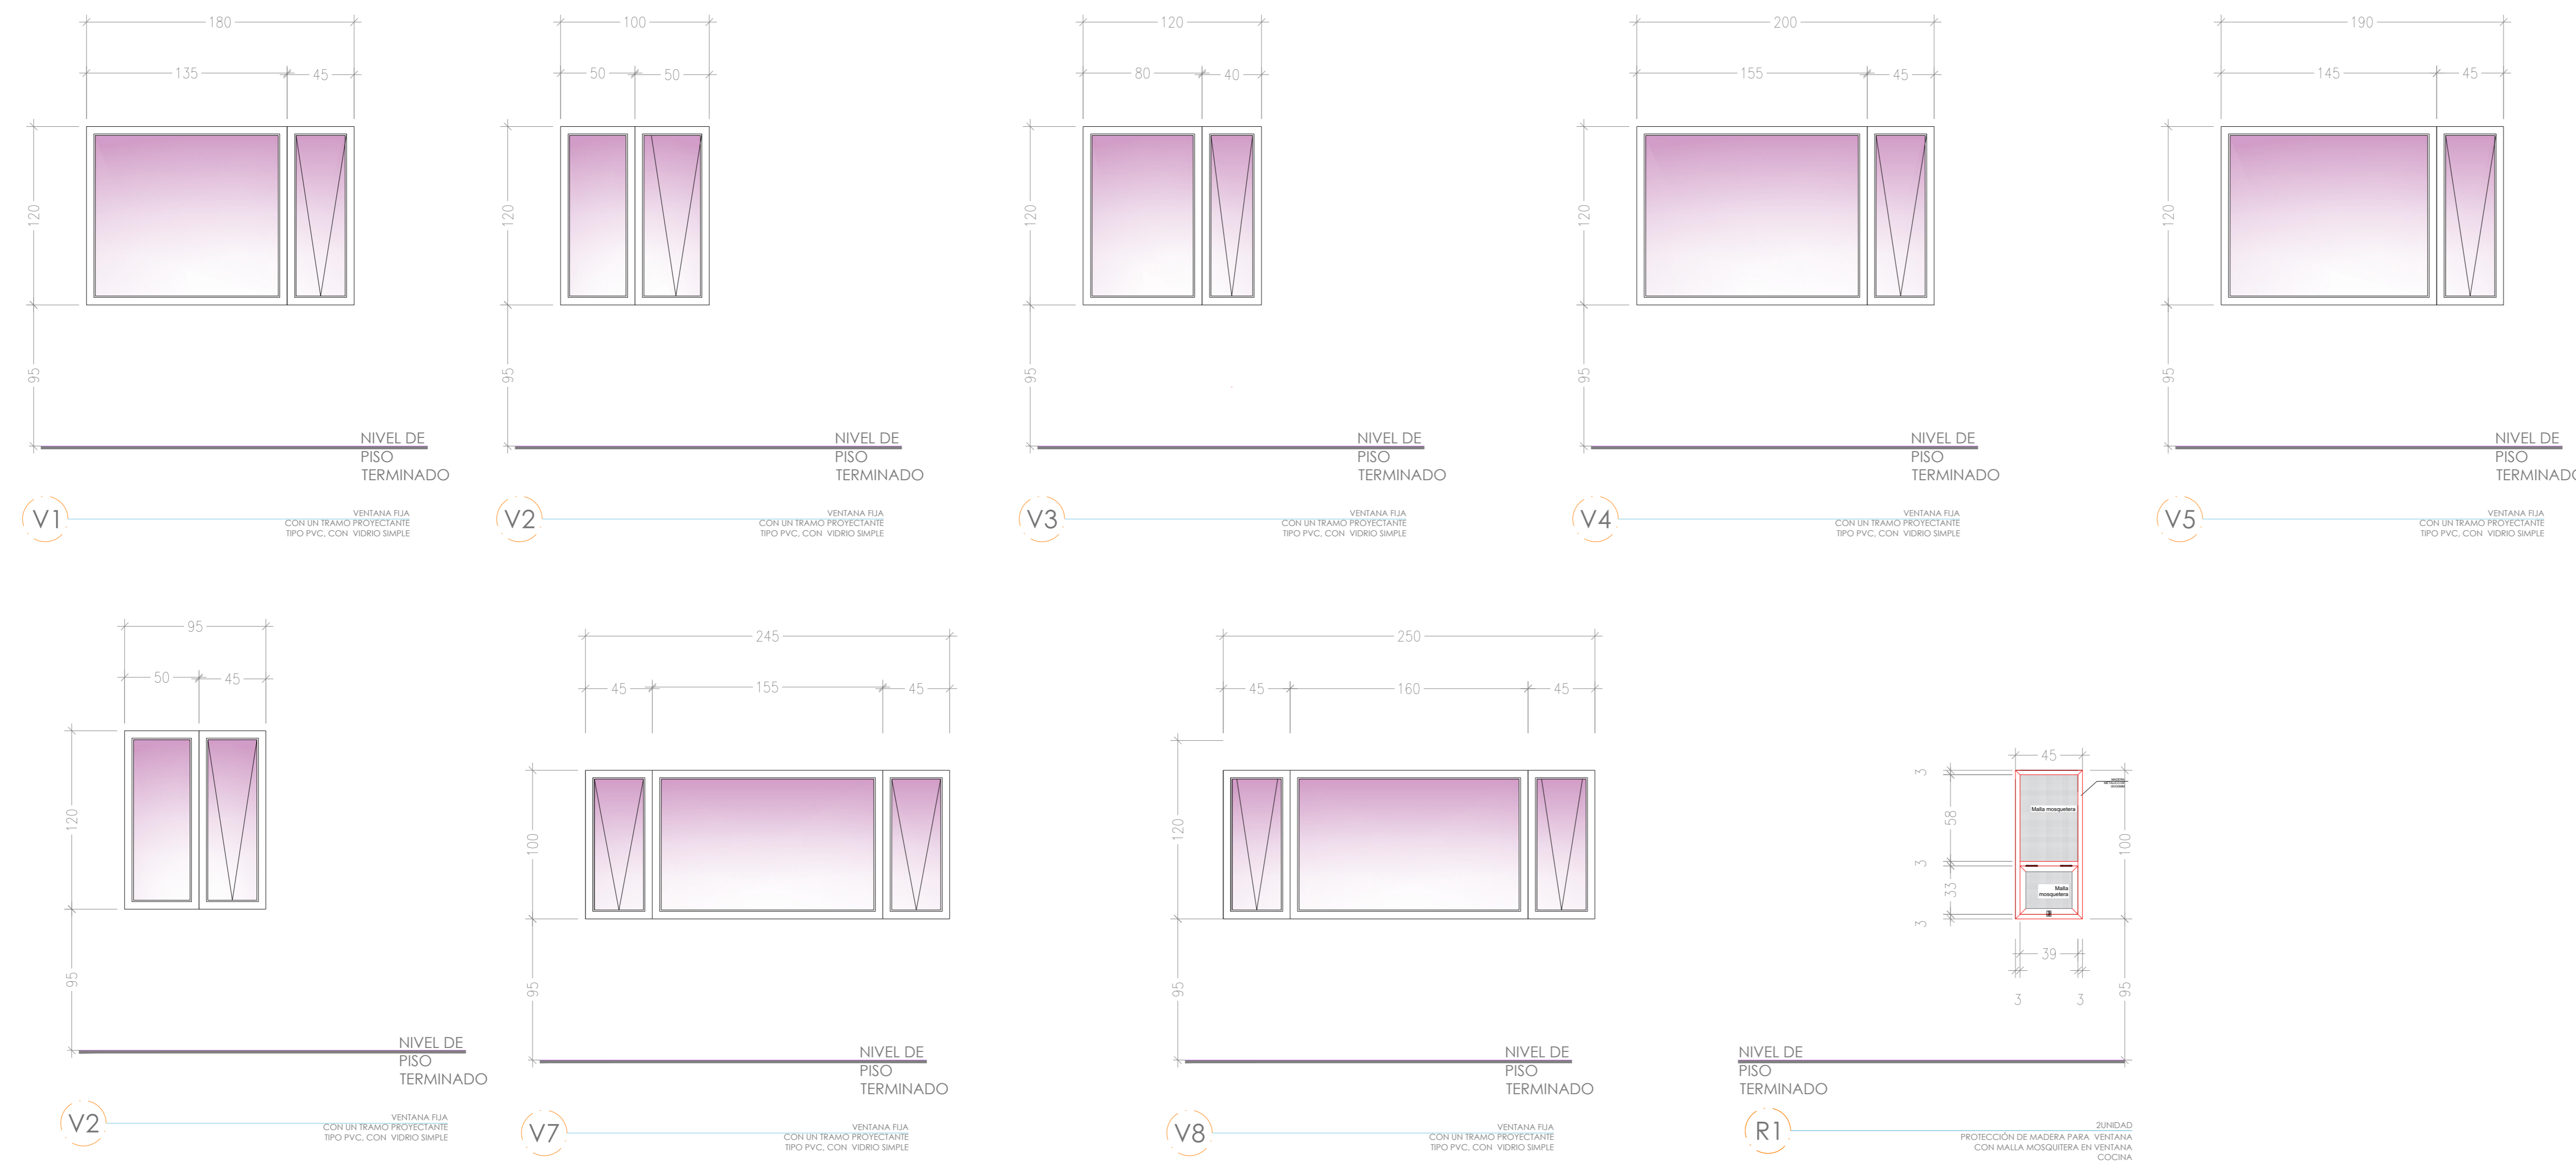 180
135
45
120
95
NIVEL DE
PISO
TERMINADO
V1
VENTANA FIJA
CON UN TRAMO PROYECTANTE
TIPO PVC, CON VIDRIO SIMPLE
100
50
50
120
95
NIVEL DE
PISO
TERMINADO
V2
VENTANA FIJA
CON UN TRAMO PROYECTANTE
TIPO PVC, CON VIDRIO SIMPLE
120
80
40
120
95
NIVEL DE
PISO
TERMINADO
V3
VENTANA FIJA
CON UN TRAMO PROYECTANTE
TIPO PVC, CON VIDRIO SIMPLE
200
155
45
120
95
NIVEL DE
PISO
TERMINADO
V4
VENTANA FIJA
CON UN TRAMO PROYECTANTE
TIPO PVC, CON VIDRIO SIMPLE
190
145
45
120
95
NIVEL DE
PISO
TERMINADO
V5
VENTANA FIJA
CON UN TRAMO PROYECTANTE
TIPO PVC, CON VIDRIO SIMPLE
95
50
45
120
95
NIVEL DE
PISO
TERMINADO
V2
VENTANA FIJA
CON UN TRAMO PROYECTANTE
TIPO PVC, CON VIDRIO SIMPLE
245
45
155
45
100
95
NIVEL DE
PISO
TERMINADO
V7
VENTANA FIJA
CON UN TRAMO PROYECTANTE
TIPO PVC, CON VIDRIO SIMPLE
250
45
160
45
120
95
NIVEL DE
PISO
TERMINADO
V8
VENTANA FIJA
CON UN TRAMO PROYECTANTE
TIPO PVC, CON VIDRIO SIMPLE
45
3
58
3
33
3
Malla mosquetera
Malla
mosquetera
100
39
3
3
95
NIVEL DE
PISO
TERMINADO
R1
2UNIDAD
PROTECCIÓN DE MADERA PARA VENTANA
CON MALLA MOSQUITERA EN VENTANA
COCINA